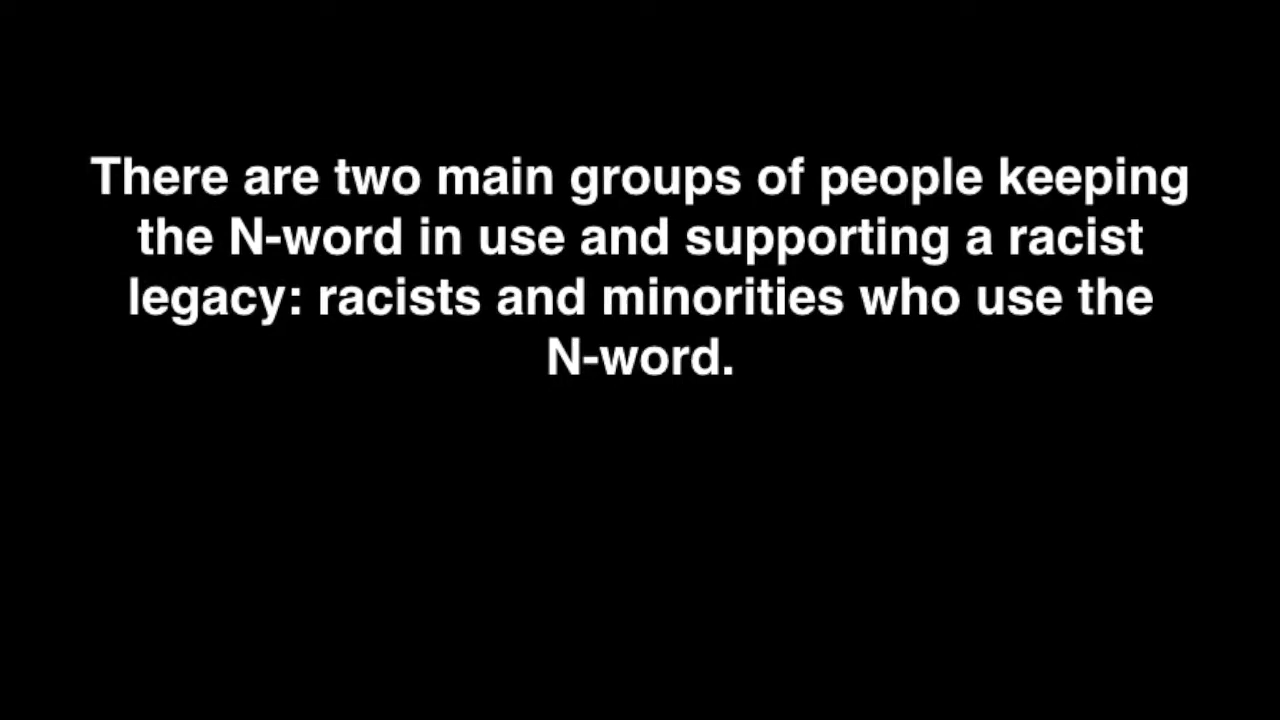 There are two main groups of people keeping
the N-word in use and supporting a racist
legacy: racists and minorities who use the
N-word.